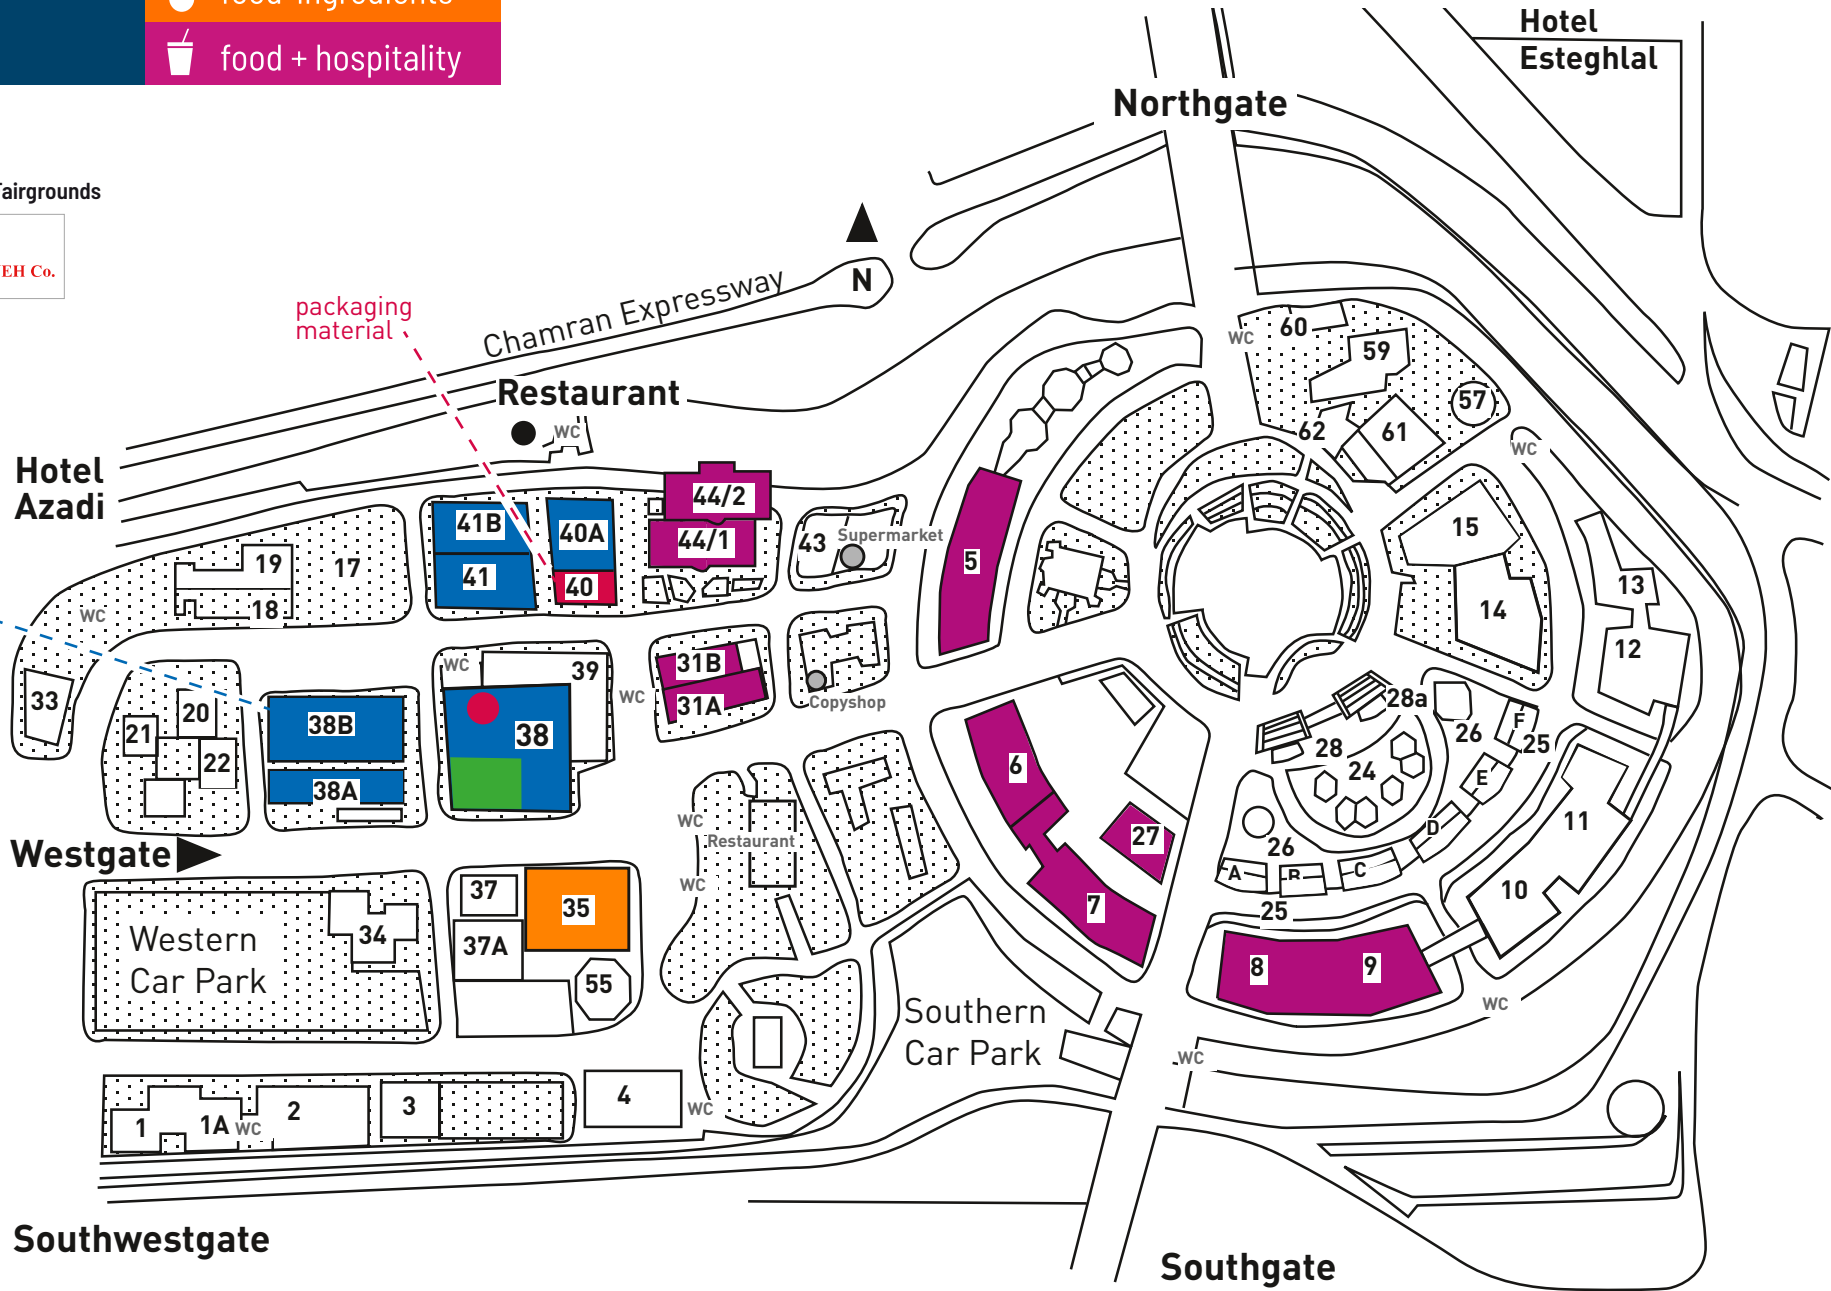 food + hospitality
Hotel
Esteghlal
Northgate
Fairgrounds
EH Co.
N
packaging
material
Chamran Expressway
Restaurant
WC
Hotel
Azadi
60
WC
59
57
62
61
WC
44/2
41B
40A
44/1
43
Supermarket
41
40
5
15
19
17
18
WC
14
13
12
33
WC
39
31B
31A
WC
Copyshop
20
21
22
38B
38A
38
28a
28
24
26
F
25
E
D
6
27
7
11
10
26
A
B
C
25
8
9
WC
Restaurant
WC
WC
Westgate
37
35
37A
55
34
Western
Car Park
Southern
Car Park
WC
1
1A
WC
2
3
4
WC
Southwestgate
Southgate